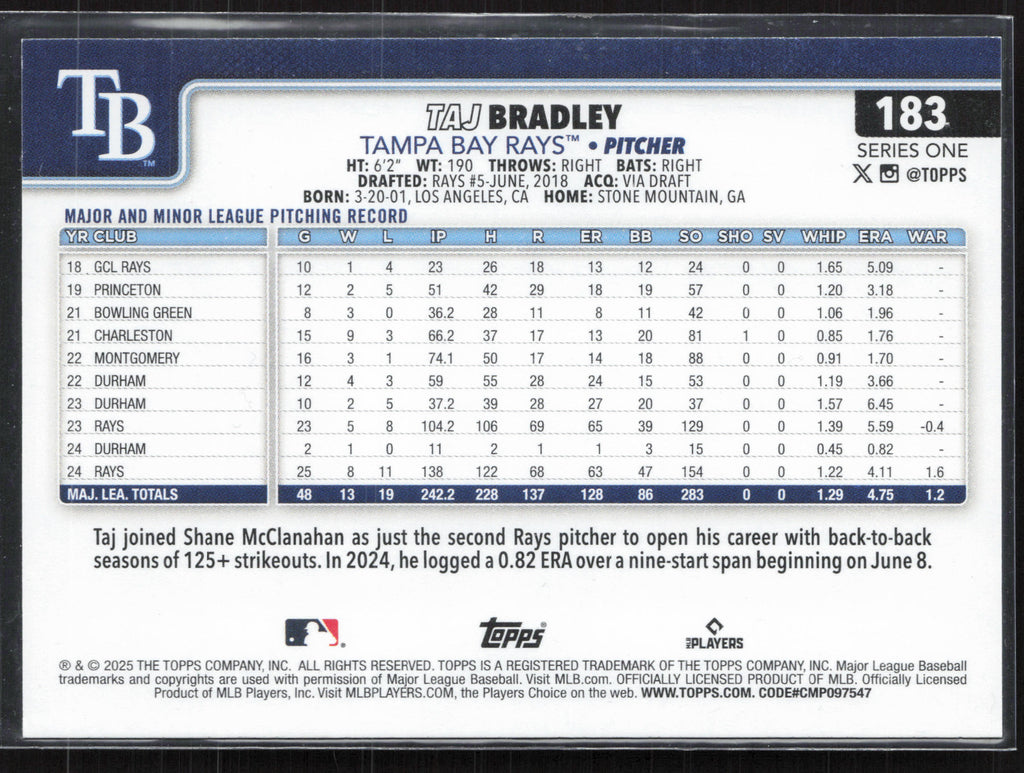 TB™
TAJ BRADLEY
183
TAMPA BAY RAYS™ • PITCHER
SERIES ONE
HT: 6'2" WT: 190 THROWS: RIGHT BATS: RIGHT
@TOPPS
DRAFTED: RAYS #5-JUNE, 2018 ACQ: VIA DRAFT
BORN: 3-20-01, LOS ANGELES, CA HOME: STONE MOUNTAIN, GA
MAJOR AND MINOR LEAGUE PITCHING RECORD
YR CLUB G W L IP H R ER BB SO SHO SV WHIP ERA WAR
18 GCL RAYS 10 1 4 23 26 18 13 12 24 0 0 1.65 5.09 -
19 PRINCETON 12 2 5 51 42 29 18 19 57 0 0 1.20 3.18 -
21 BOWLING GREEN 8 3 0 36.2 28 11 8 11 42 0 0 1.06 1.96 -
21 CHARLESTON 15 9 3 66.2 37 17 13 20 81 1 0 0.85 1.76 -
22 MONTGOMERY 16 3 1 74.1 50 17 14 18 88 0 0 0.91 1.70 -
22 DURHAM 12 4 3 59 55 28 24 15 53 0 0 1.19 3.66 -
23 DURHAM 10 2 5 37.2 39 28 27 20 37 0 0 1.57 6.45 -
23 RAYS 23 5 8 104.2 106 69 65 39 129 0 0 1.39 5.59 -0.4
24 DURHAM 2 1 0 11 2 1 1 3 15 0 0 0.45 0.82 -
24 RAYS 25 8 11 138 122 68 63 47 154 0 0 1.22 4.11 1.6
MAJ. LEA. TOTALS 48 13 19 242.2 228 137 128 86 283 0 0 1.29 4.75 1.2
Taj joined Shane McClanahan as just the second Rays pitcher to open his career with back-to-back
seasons of 125+ strikeouts. In 2024, he logged a 0.82 ERA over a nine-start span beginning on June 8.
Topps®
MLB PLAYERS
® & © 2025 THE TOPPS COMPANY, INC. ALL RIGHTS RESERVED. TOPPS IS A REGISTERED TRADEMARK OF THE TOPPS COMPANY, INC. Major League Baseball
trademarks and copyrights are used with permission of Major League Baseball. Visit MLB.com. OFFICIALLY LICENSED PRODUCT OF MLB. Officially Licensed
Product of MLB Players, Inc. Visit MLBPLAYERS.COM, the Players Choice on the web. WWW.TOPPS.COM. CODE#CMP097547